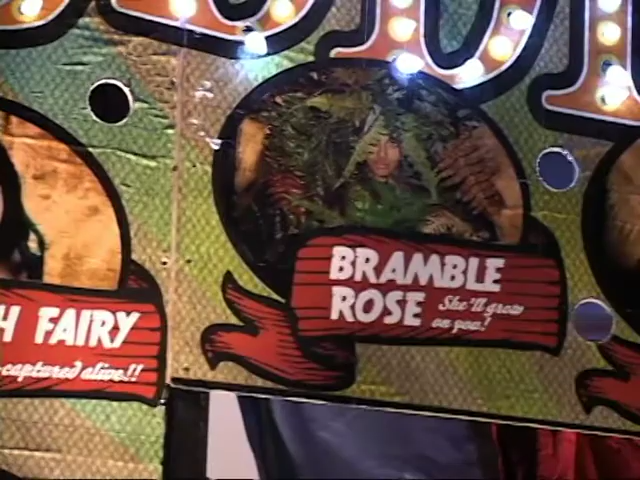 H FAIRY
captured alive!!
BRAMBLE
ROSE
She'll grow
on you!